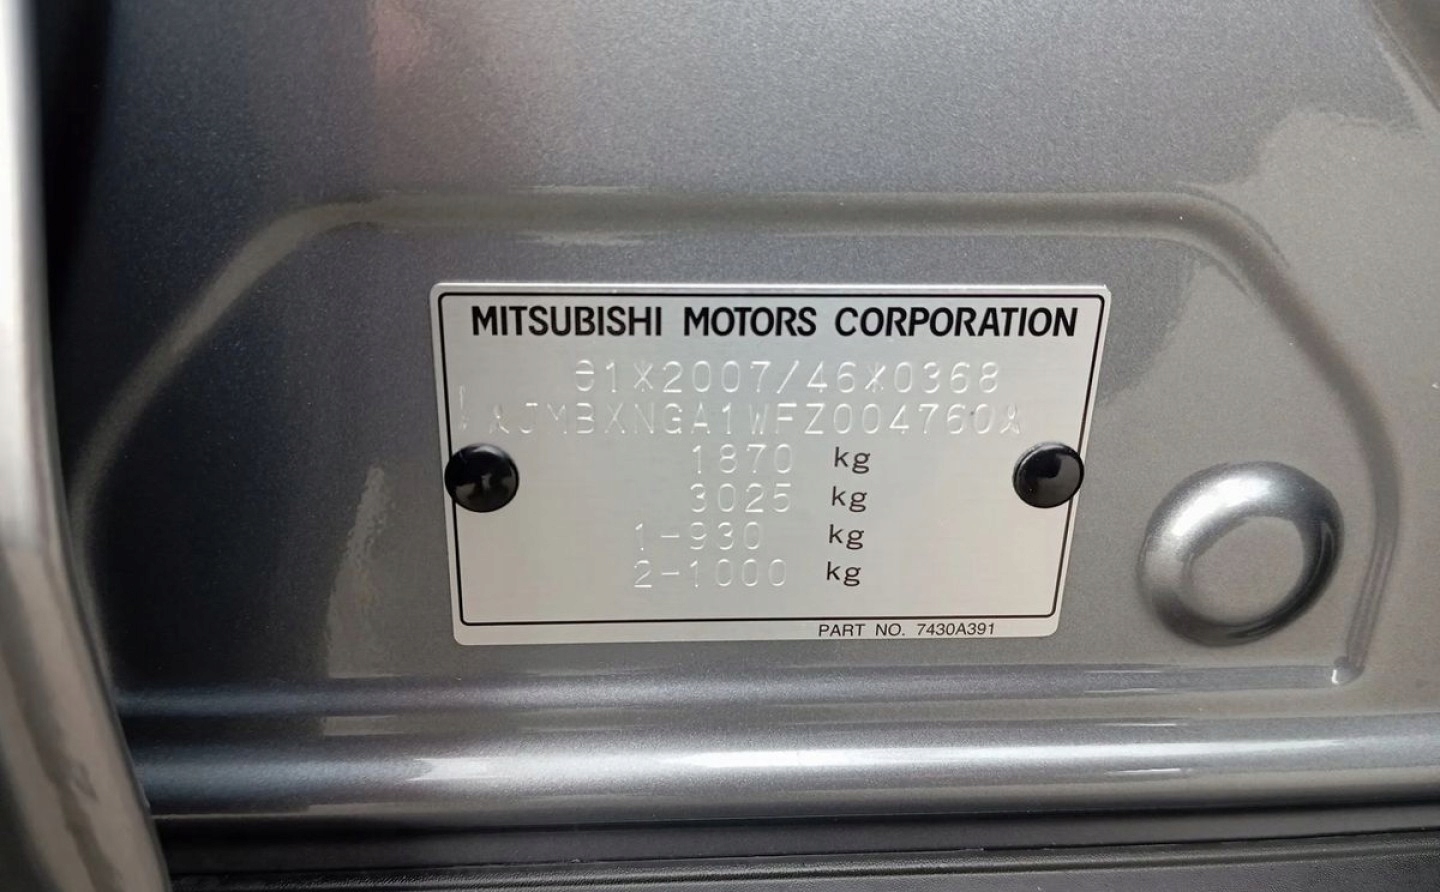 MITSUBISHI MOTORS CORPORATION
e1*2007/46*0368
*JMBXNGA1WFZ004760*
1870 kg
3025 kg
1-930 kg
2-1000 kg
PART NO. 7430A391